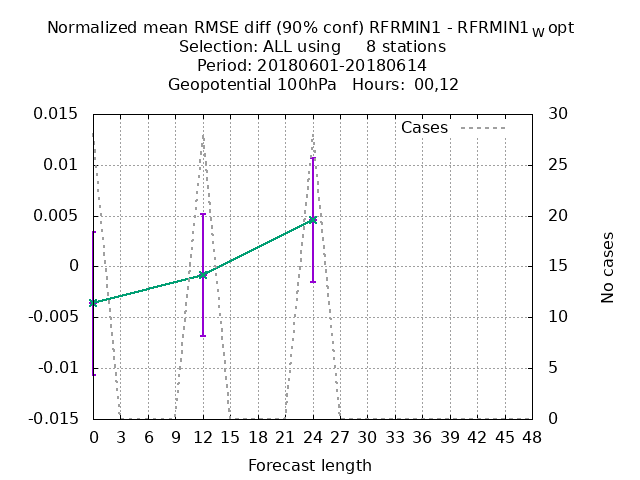 Normalized mean RMSE diff (90% conf) RFRMIN1 - RFRMIN1_W opt
Selection: ALL using     8 stations
Period: 20180601-20180614
Geopotential 100hPa   Hours: 00,12
Cases
0.015
0.01
0.005
0
-0.005
-0.01
-0.015
30
25
20
15
10
5
0
No cases
0 3 6 9 12 15 18 21 24 27 30 33 36 39 42 45 48
Forecast length